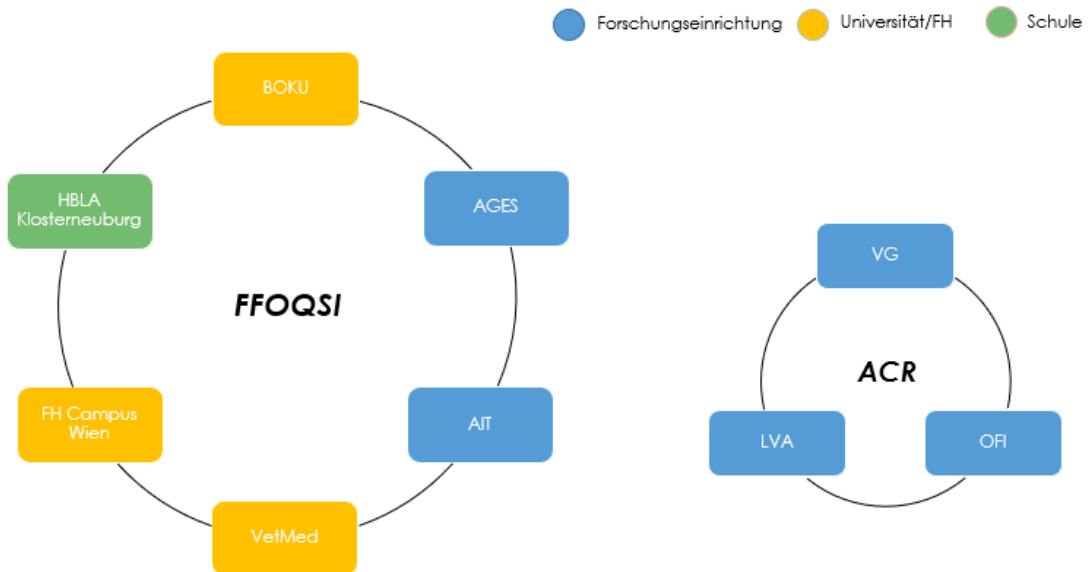 Forschungseinrichtung
Universität/FH
Schule
BOKU
HBLA
Klosterneuburg
AGES
FFOQSI
FH Campus
Wien
AIT
VetMed
VG
ACR
LVA
OFI